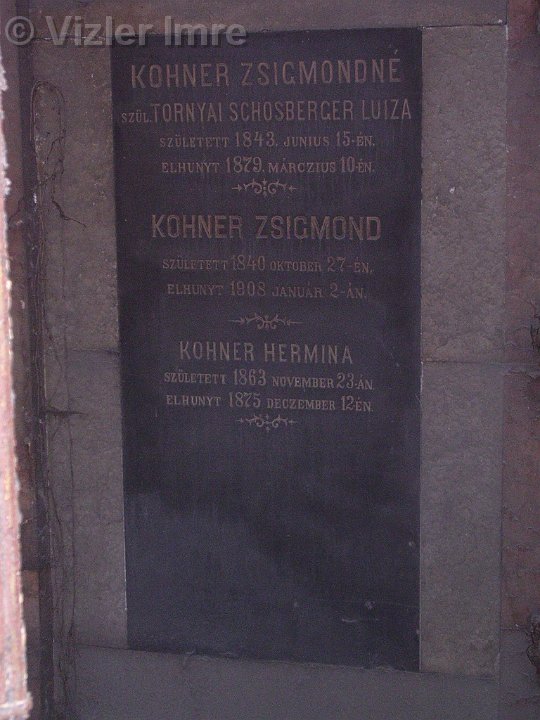 © Vizler Imre
KOHNER ZSIGMONDNÉ
SZÜL. TORNYAI SCHOSBERGER LUIZA
SZÜLETETT 1843. JUNIUS 15-ÉN.
ELHUNYT 1879. MÁRCZIUS 10-ÉN.
KOHNER ZSIGMOND
SZÜLETETT 1840 OKTOBER 27-ÉN.
ELHUNYT 1908 JANUÁR 2-ÁN.
KOHNER HERMINA
SZÜLETETT 1863 NOVEMBER 23-ÁN
ELHUNYT 1875 DECZEMBER 12ÉN.